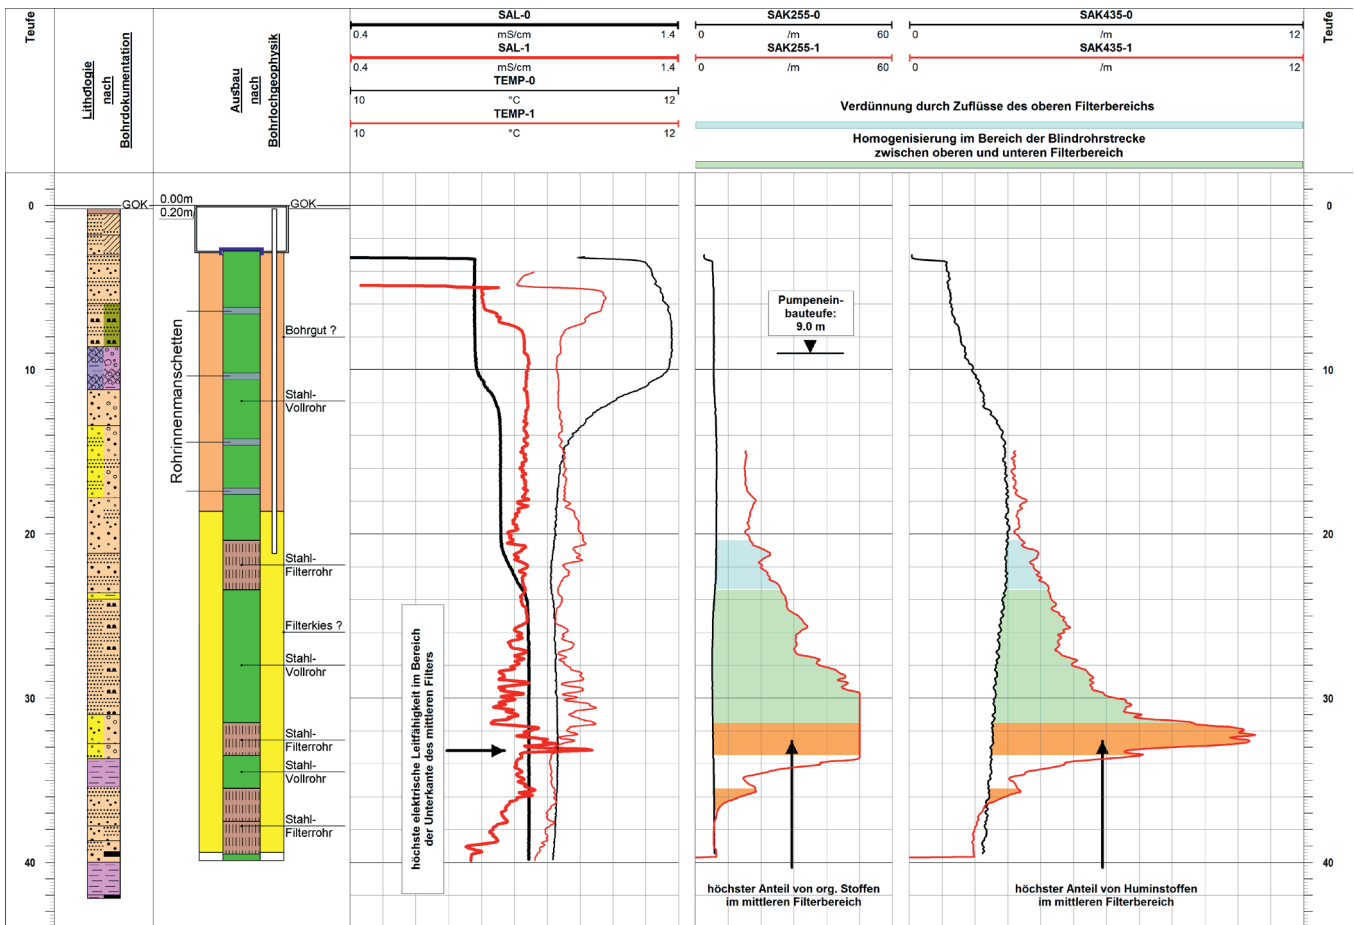 Teufe
Lithologie
nach
Bohrdokumentation
Ausbau
nach
Bohrlochgeophysik
SAL-0
0.4 mS/cm 1.4
SAL-1
0.4 mS/cm 1.4
TEMP-0
10 °C 12
TEMP-1
10 °C 12
SAK255-0
0 /m 60
SAK255-1
0 /m 60
SAK435-0
0 /m 12
SAK435-1
0 /m 12
Verdünnung durch Zuflüsse des oberen Filterbereichs
Homogenisierung im Bereich der Blindrohrstrecke
zwischen oberen und unteren Filterbereich
Teufe
0
10
20
30
40
GOK
0.00m
0.20m
GOK
Rohrinnenmanschetten
Bohrgut ?
Stahl-
Vollrohr
Stahl-
Filterrohr
Filterkies ?
Stahl-
Vollrohr
Stahl-
Filterrohr
Stahl-
Vollrohr
Stahl-
Filterrohr
höchste elektrische Leitfähigkeit im Bereich
der Unterkante des mittleren Filters
Pumpenein-
bauteufe:
9.0 m
höchster Anteil von org. Stoffen
im mittleren Filterbereich
höchster Anteil von Huminstoffen
im mittleren Filterbereich
0
10
20
30
40